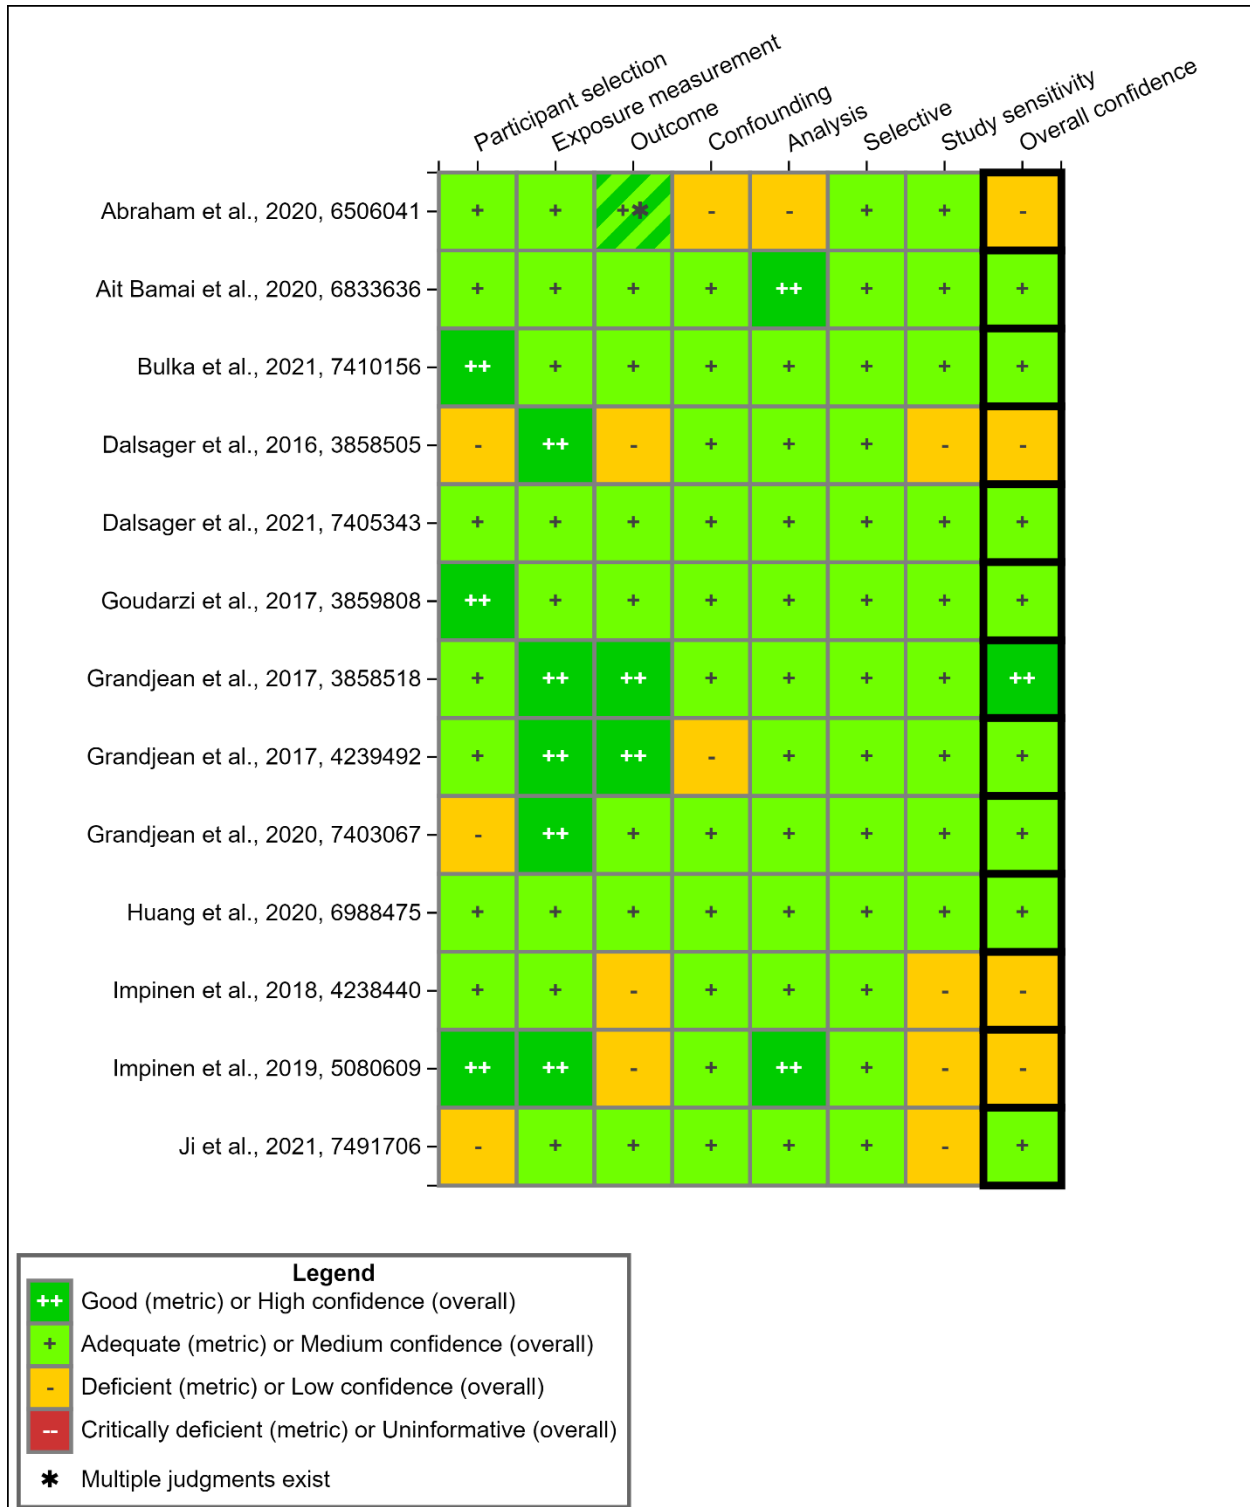 Participant selection
Exposure measurement
Outcome
Confounding
Analysis
Selective
Study sensitivity
Overall confidence
Abraham et al., 2020, 6506041 + + +✱ - - + + -
Ait Bamai et al., 2020, 6833636 + + + + ++ + + +
Bulka et al., 2021, 7410156 ++ + + + + + + +
Dalsager et al., 2016, 3858505 - ++ - + + + - -
Dalsager et al., 2021, 7405343 + + + + + + + +
Goudarzi et al., 2017, 3859808 ++ + + + + + + +
Grandjean et al., 2017, 3858518 + ++ ++ + + + + ++
Grandjean et al., 2017, 4239492 + ++ ++ - + + + +
Grandjean et al., 2020, 7403067 - ++ + + + + + +
Huang et al., 2020, 6988475 + + + + + + + +
Impinen et al., 2018, 4238440 + + - + + + - -
Impinen et al., 2019, 5080609 ++ ++ - + ++ + - -
Ji et al., 2021, 7491706 - + + + + + - +
Legend
++ Good (metric) or High confidence (overall)
+ Adequate (metric) or Medium confidence (overall)
- Deficient (metric) or Low confidence (overall)
-- Critically deficient (metric) or Uninformative (overall)
✱ Multiple judgments exist